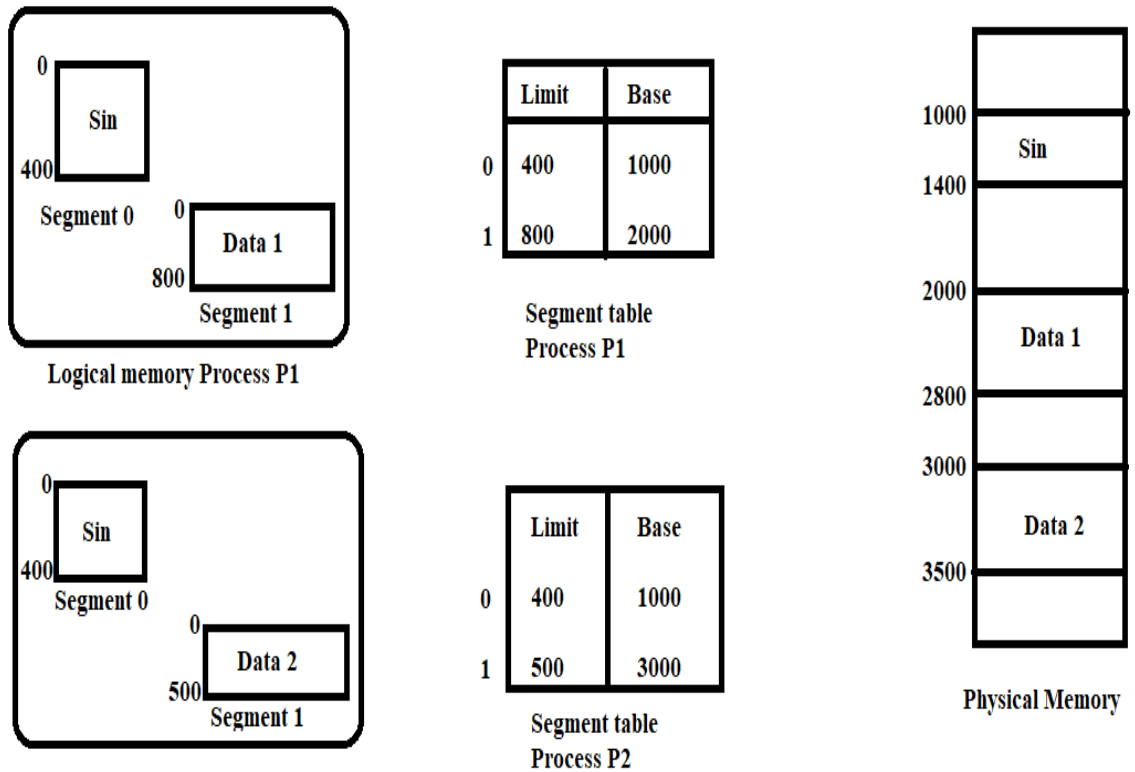 0
Sin
400
Segment 0
0
Data 1
800
Segment 1
Logical memory Process P1
Limit Base
0 400 1000
1 800 2000
Segment table
Process P1
0
Sin
400
Segment 0
0
Data 2
500
Segment 1
Limit Base
0 400 1000
1 500 3000
Segment table
Process P2
1000
Sin
1400
2000
Data 1
2800
3000
Data 2
3500
Physical Memory